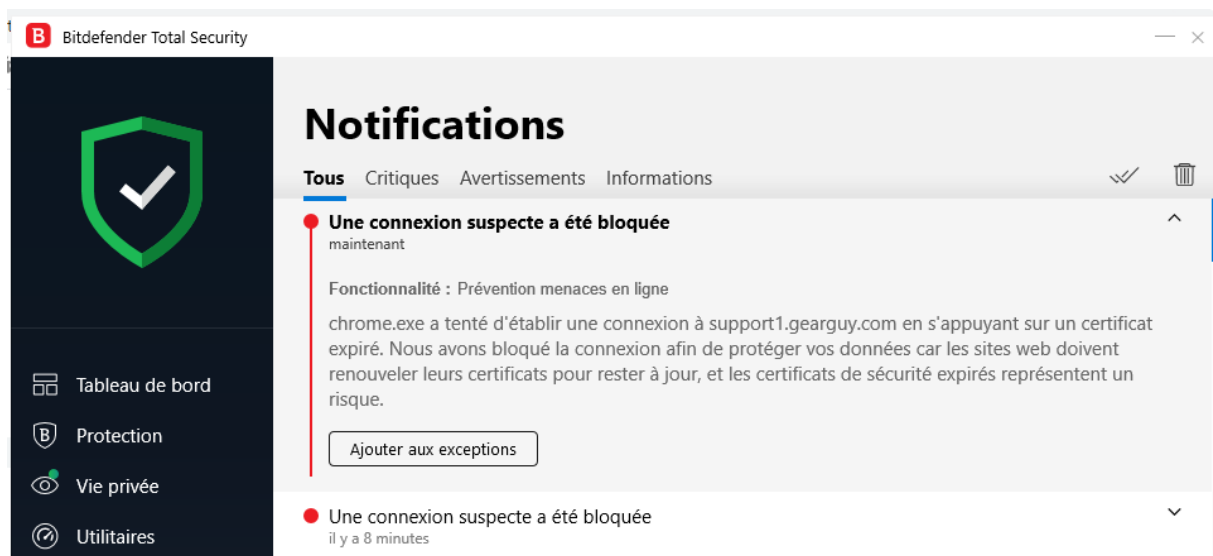 Bitdefender Total Security
Notifications
Tous Critiques Avertissements Informations
Une connexion suspecte a été bloquée
maintenant
Fonctionnalité : Prévention menaces en ligne
chrome.exe a tenté d'établir une connexion à support1.gearguy.com en s'appuyant sur un certificat
expiré. Nous avons bloqué la connexion afin de protéger vos données car les sites web doivent
renouveler leurs certificats pour rester à jour, et les certificats de sécurité expirés représentent un
risque.
Ajouter aux exceptions
Une connexion suspecte a été bloquée
il y a 8 minutes
Tableau de bord
Protection
Vie privée
Utilitaires